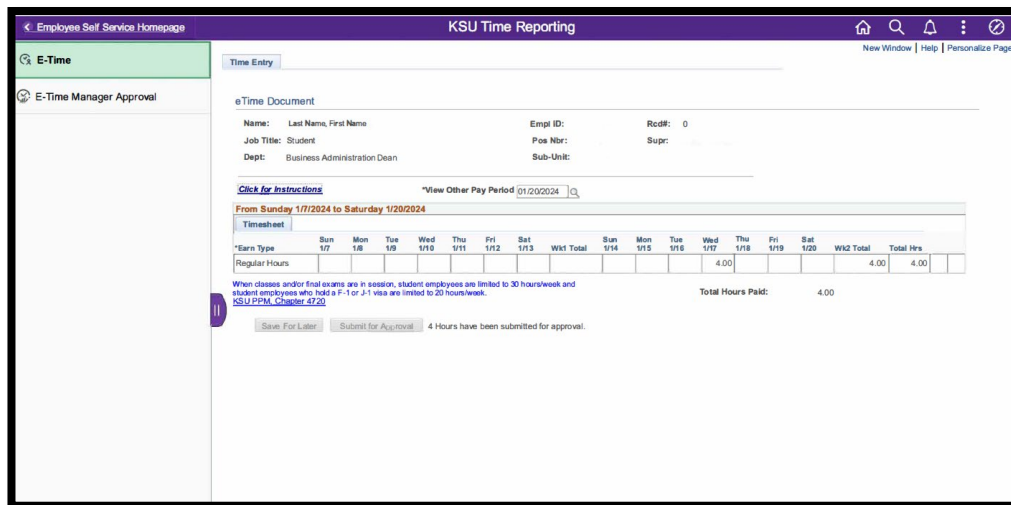 Employee Self Service Homepage
KSU Time Reporting
New Window | Help | Personalize Page
E-Time
E-Time Manager Approval
Time Entry
eTime Document
Name: Last Name, First Name Empl ID: Rcd#: 0
Job Title: Student Pos Nbr: Supr:
Dept: Business Administration Dean Sub-Unit:
Click for Instructions *View Other Pay Period 01/20/2024
From Sunday 1/7/2024 to Saturday 1/20/2024
Timesheet
Sun Mon Tue Wed Thu Fri Sat Sun Mon Tue Wed Thu Fri Sat
*Earn Type 1/7 1/8 1/9 1/10 1/11 1/12 1/13 Wk1 Total 1/14 1/15 1/16 1/17 1/18 1/19 1/20 Wk2 Total Total Hrs
Regular Hours 4.00 4.00 4.00
When classes and/or final exams are in session, student employees are limited to 30 hours/week and
student employees who hold a F-1 or J-1 visa are limited to 20 hours/week.
KSU PPM, Chapter 4720
Total Hours Paid: 4.00
Save For Later Submit for Approval 4 Hours have been submitted for approval.